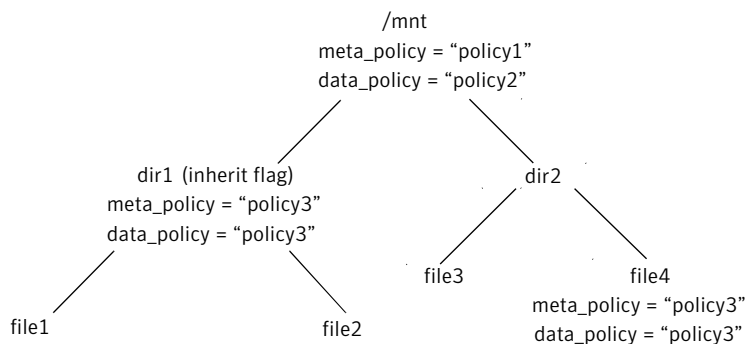 /mnt
meta_policy = “policy1”
data_policy = “policy2”
dir1 (inherit flag)
meta_policy = “policy3”
data_policy = “policy3”
dir2
file3
file4
meta_policy = “policy3”
data_policy = “policy3”
file1
file2